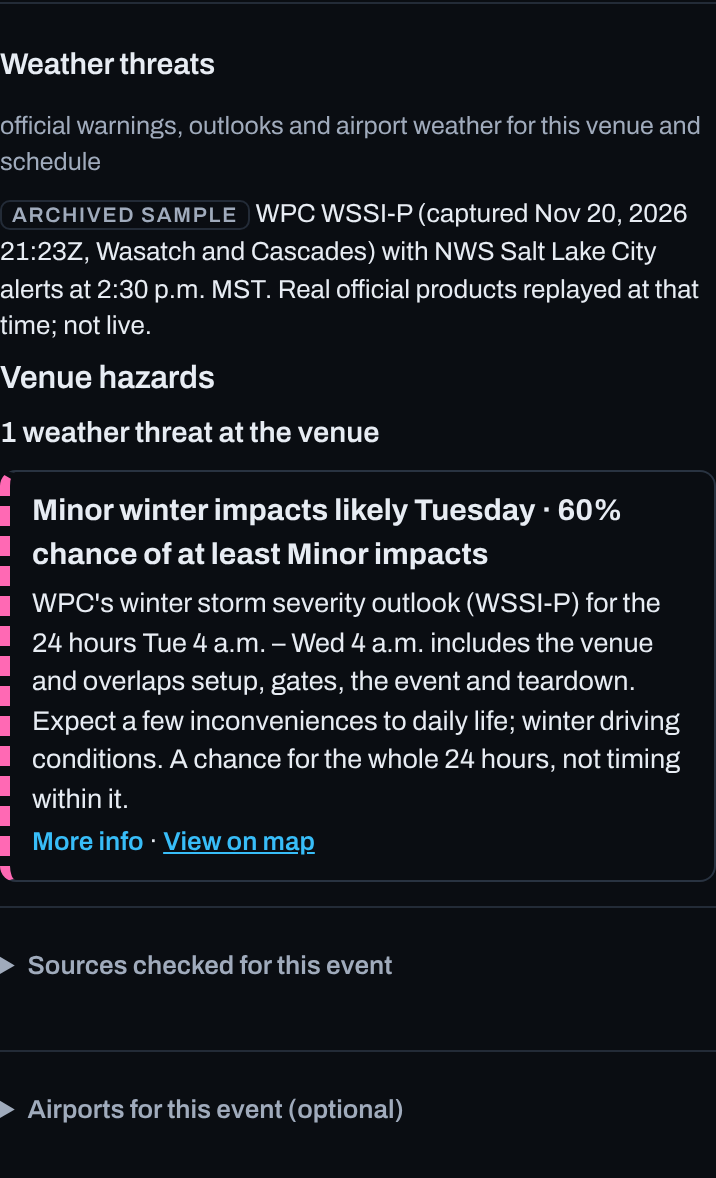 Weather threats
official warnings, outlooks and airport weather for this venue and
schedule
ARCHIVED SAMPLE WPC WSSI-P (captured Nov 20, 2026
21:23Z, Wasatch and Cascades) with NWS Salt Lake City
alerts at 2:30 p.m. MST. Real official products replayed at that
time; not live.
Venue hazards
1 weather threat at the venue
Minor winter impacts likely Tuesday · 60%
chance of at least Minor impacts
WPC's winter storm severity outlook (WSSI-P) for the
24 hours Tue 4 a.m. – Wed 4 a.m. includes the venue
and overlaps setup, gates, the event and teardown.
Expect a few inconveniences to daily life; winter driving
conditions. A chance for the whole 24 hours, not timing
within it.
More info · View on map
Sources checked for this event
Airports for this event (optional)